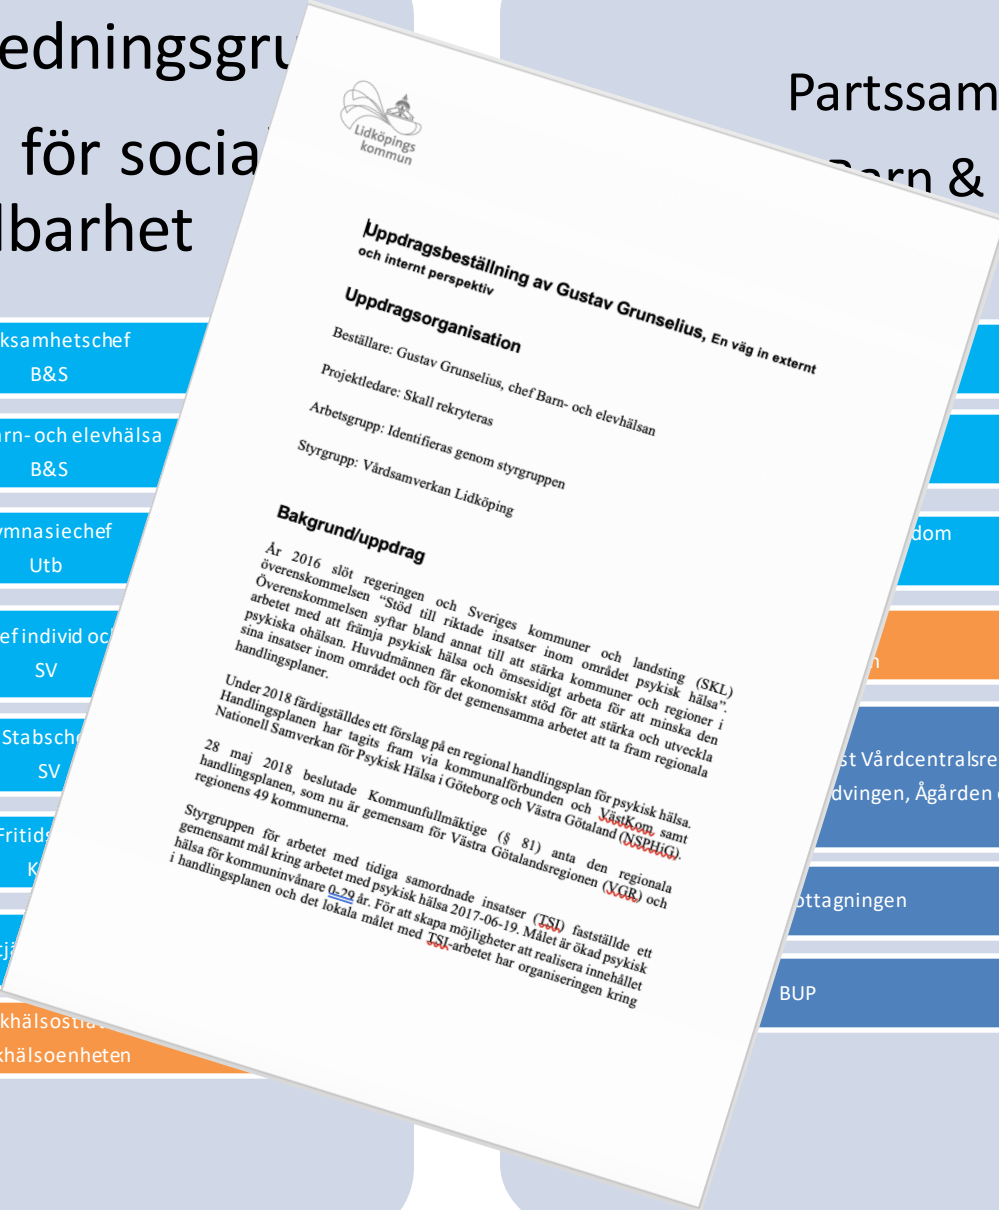 edningsgru
för socia
lbarhet
Partssam
Barn &
ksamhetschef
B&S
rn- och elevhälsa
B&S
ymnasiechef
Utb
ef individ oc
SV
Stabsch
SV
Fritids
K
tj
khälsoenheten
dom
n
st Vårdcentralsre
dvingen, Ågården
ottagningen
BUP
Lidköpings
kommun
Uppdragsbeställning av Gustav Grunselius, En väg in externt
och internt perspektiv
Uppdragsorganisation
Beställare: Gustav Grunselius, chef Barn- och elevhälsan
Projektledare: Skall rekryteras
Arbetsgrupp: Identifieras genom styrgruppen
Styrgrupp: Vårdsamverkan Lidköping
Bakgrund/uppdrag
År 2016 slöt regeringen och Sveriges kommuner och landsting (SKL)
överenskommelsen “Stöd till riktade insatser inom området psykisk hälsa”.
Överenskommelsen syftar bland annat till att stärka kommuner och regioner i
arbetet med att främja psykisk hälsa och ömsesidigt arbeta för att minska den
psykiska ohälsan. Huvudmännen får ekonomiskt stöd för att stärka och utveckla
sina insatser inom området och för det gemensamma arbetet att ta fram regionala
handlingsplaner.
Under 2018 färdigställdes ett förslag på en regional handlingsplan för psykisk hälsa.
Handlingsplanen har tagits fram via kommunalförbunden och VästKom samt
Nationell Samverkan för Psykisk Hälsa i Göteborg och Västra Götaland (NSPHiG).
28 maj 2018 beslutade Kommunfullmäktige (§ 81) anta den regionala
handlingsplanen, som nu är gemensam för Västra Götalandsregionen (VGR) och
regionens 49 kommunerna.
Styrgruppen för arbetet med tidiga samordnade insatser (TSI) fastställde ett
gemensamt mål kring arbetet med psykisk hälsa 2017-06-19. Målet är ökad psykisk
hälsa för kommuninvånare 0-29 år. För att skapa möjligheter att realisera innehållet
i handlingsplanen och det lokala målet med TSI-arbetet har organiseringen kring